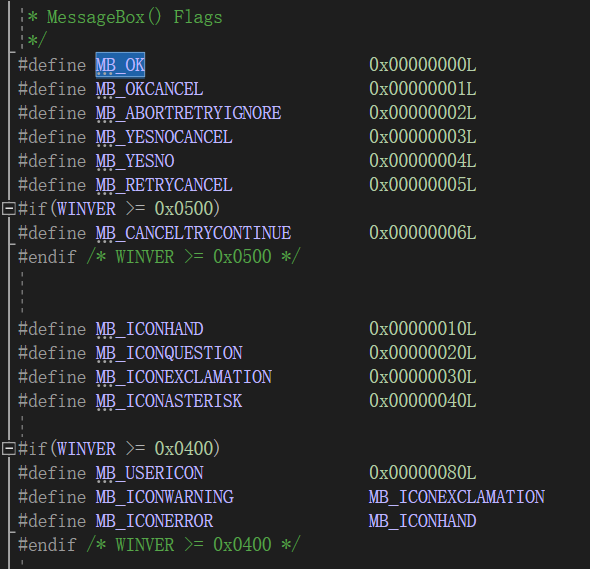 * MessageBox() Flags
*/
#define MB_OK 0x00000000L
#define MB_OKCANCEL 0x00000001L
#define MB_ABORTRETRYIGNORE 0x00000002L
#define MB_YESNOCANCEL 0x00000003L
#define MB_YESNO 0x00000004L
#define MB_RETRYCANCEL 0x00000005L
#if(WINVER >= 0x0500)
#define MB_CANCELTRYCONTINUE 0x00000006L
#endif /* WINVER >= 0x0500 */
#define MB_ICONHAND 0x00000010L
#define MB_ICONQUESTION 0x00000020L
#define MB_ICONEXCLAMATION 0x00000030L
#define MB_ICONASTERISK 0x00000040L
#if(WINVER >= 0x0400)
#define MB_USERICON 0x00000080L
#define MB_ICONWARNING MB_ICONEXCLAMATION
#define MB_ICONERROR MB_ICONHAND
#endif /* WINVER >= 0x0400 */